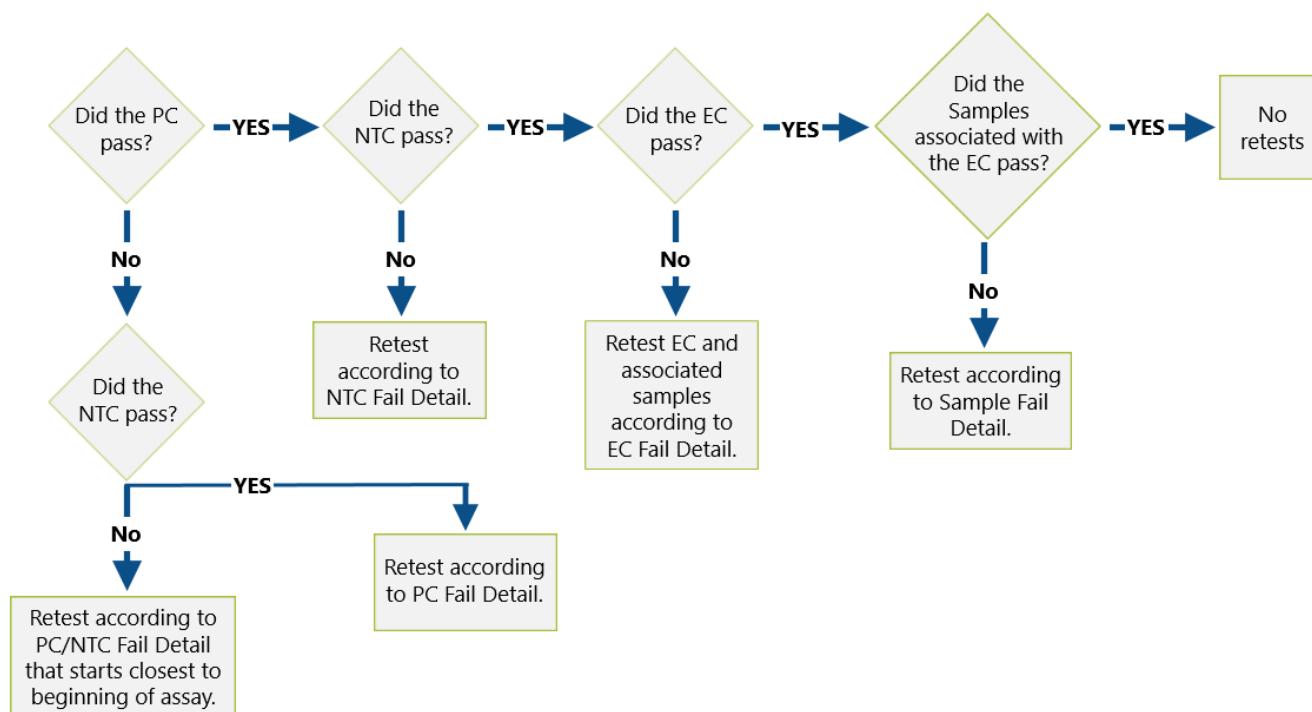 Did the PC
pass?
YES
Did the
NTC pass?
YES
Did the EC
pass?
YES
Did the
Samples
associated with
the EC pass?
YES
No
retests
No
No
No
No
Did the
NTC pass?
Retest
according to
NTC Fail Detail.
Retest EC and
associated
samples
according to
EC Fail Detail.
Retest according
to Sample Fail
Detail.
YES
No
Retest according
to PC Fail Detail.
Retest according to
PC/NTC Fail Detail
that starts closest to
beginning of assay.